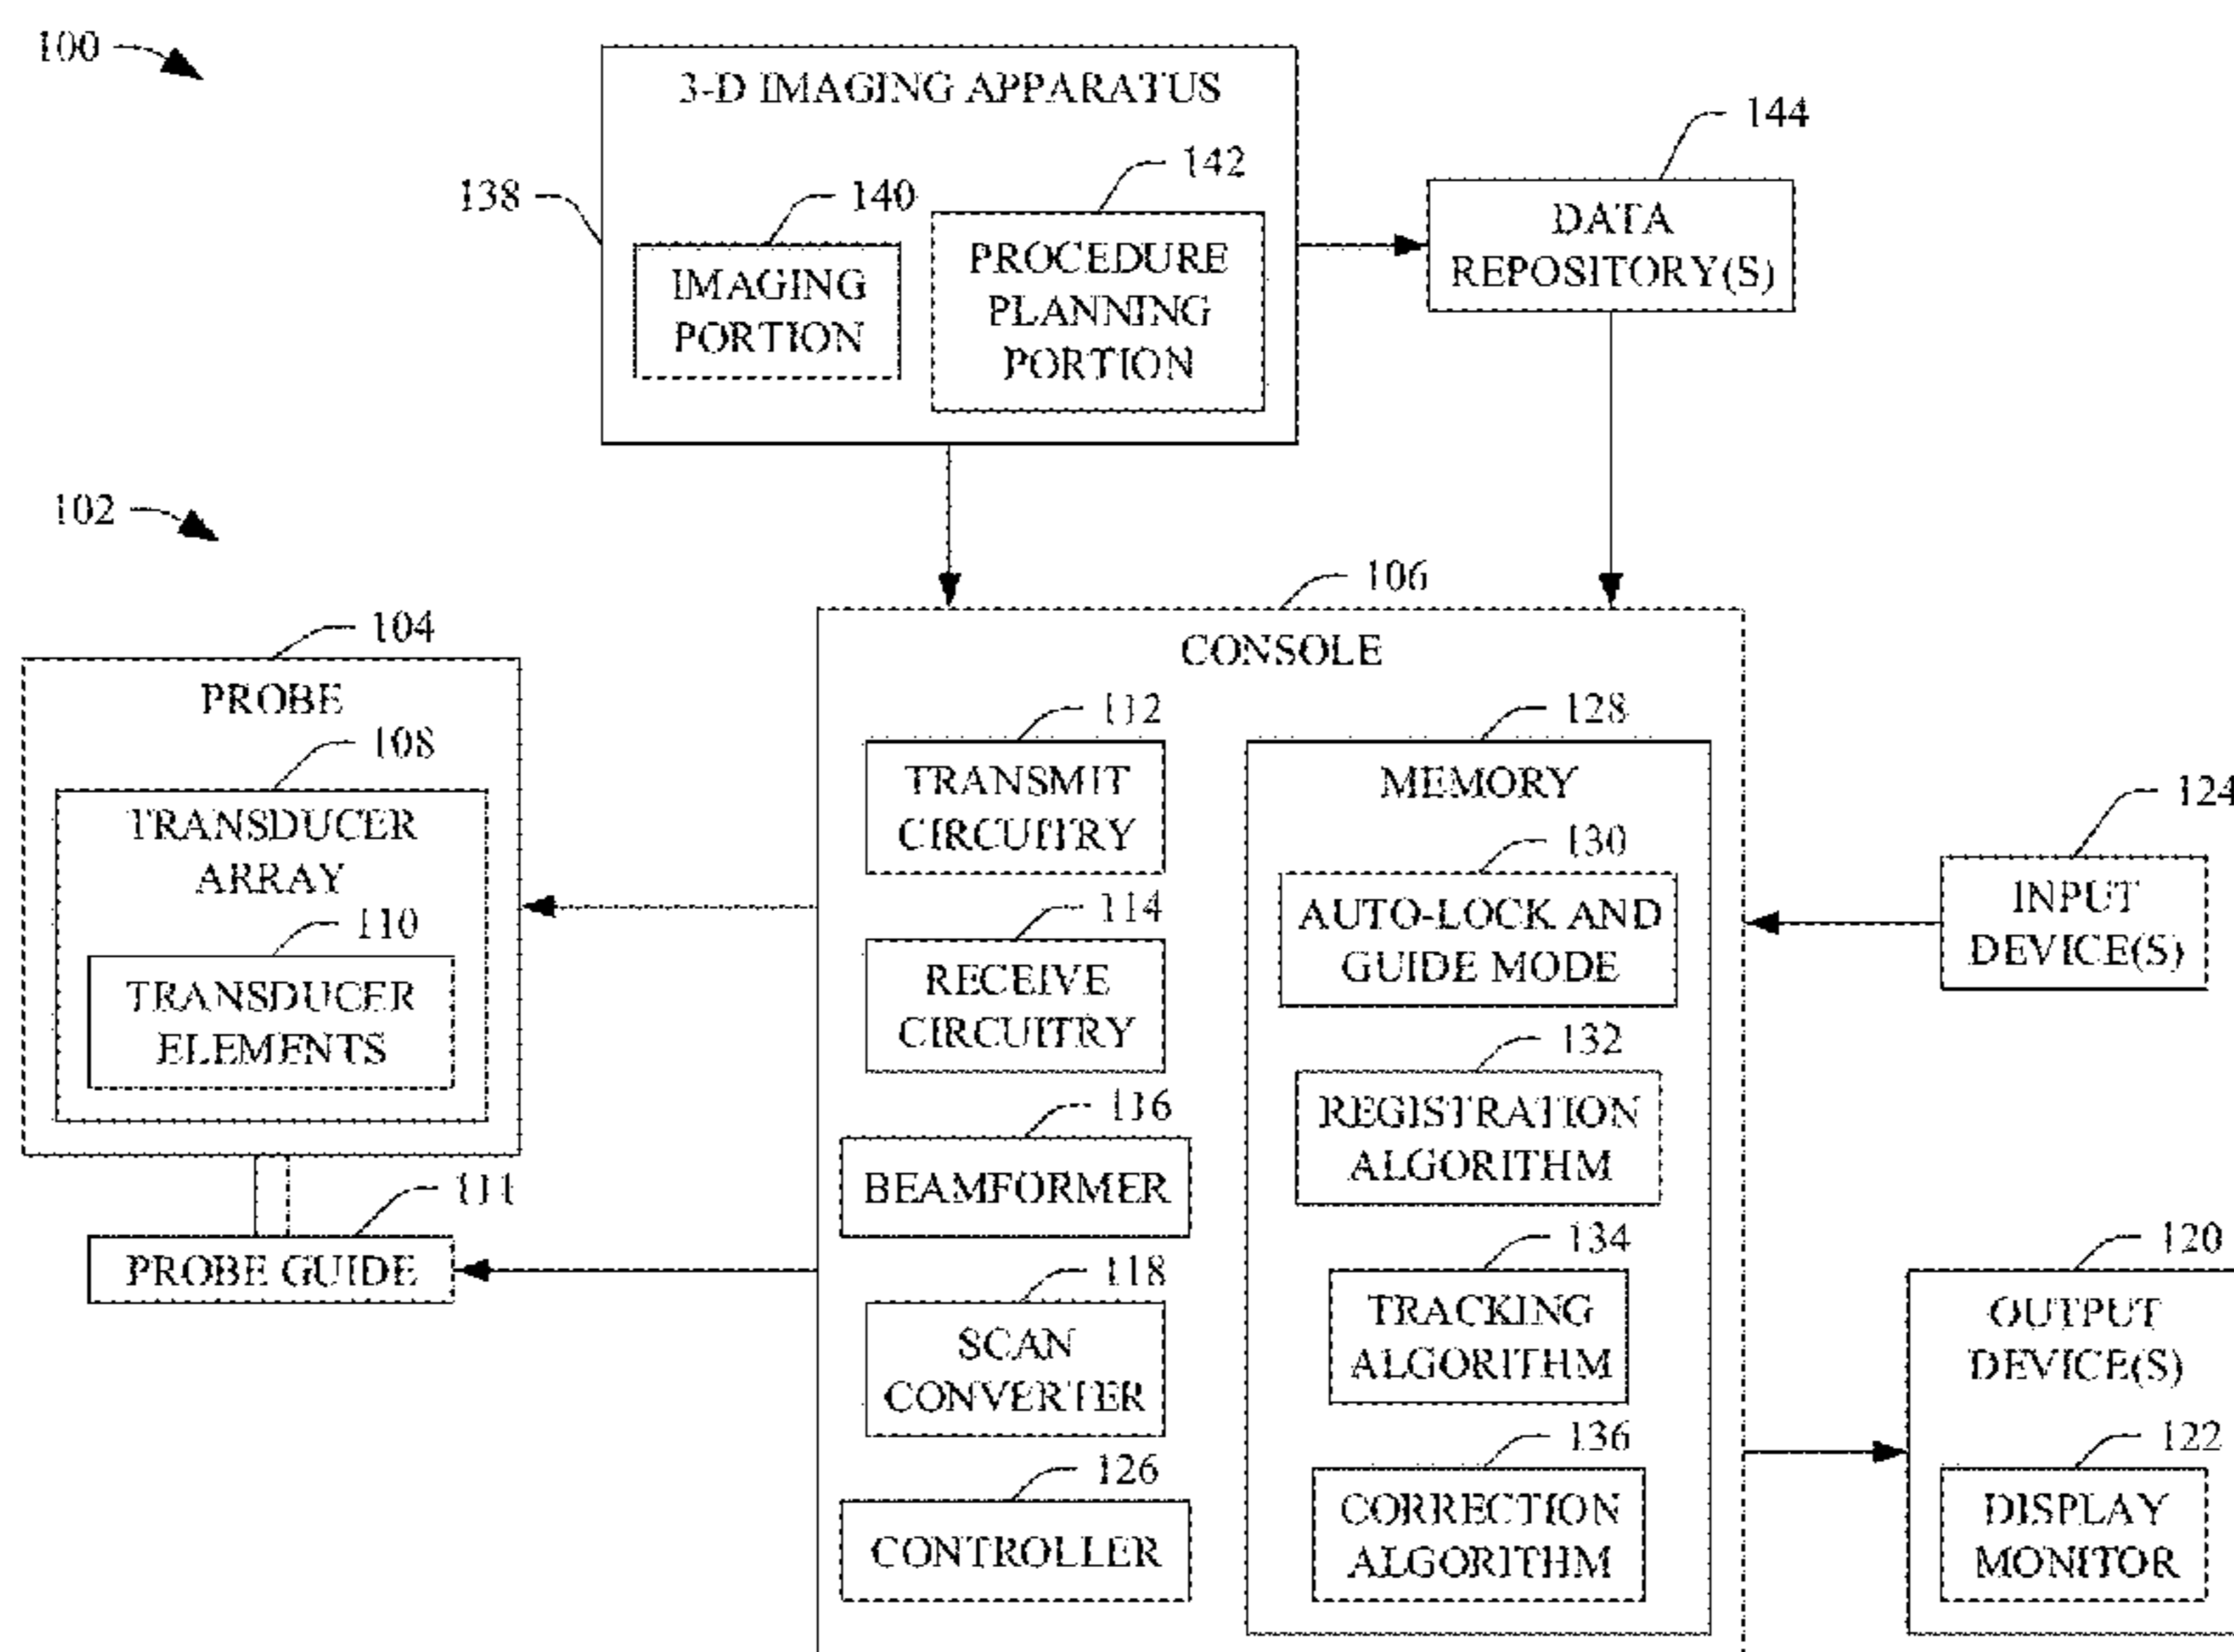 100
3-D IMAGING APPARATUS
144
142
138
140
DATA
REPOSITORY(S)
IMAGING
PORTION
PROCEDURE
PLANNING
PORTION
102
106
CONSOLE
104
PROBE
108
TRANSDUCER
ARRAY
110
TRANSDUCER
ELEMENTS
111
PROBE GUIDE
112
TRANSMIT
CIRCUITRY
114
RECEIVE
CIRCUITRY
116
BEAMFORMER
118
SCAN
CONVERTER
126
CONTROLLER
128
MEMORY
130
AUTO-LOCK AND
GUIDE MODE
132
REGISTRATION
ALGORITHM
134
TRACKING
ALGORITHM
136
CORRECTION
ALGORITHM
124
INPUT
DEVICE(S)
120
OUTPUT
DEVICE(S)
122
DISPLAY
MONITOR